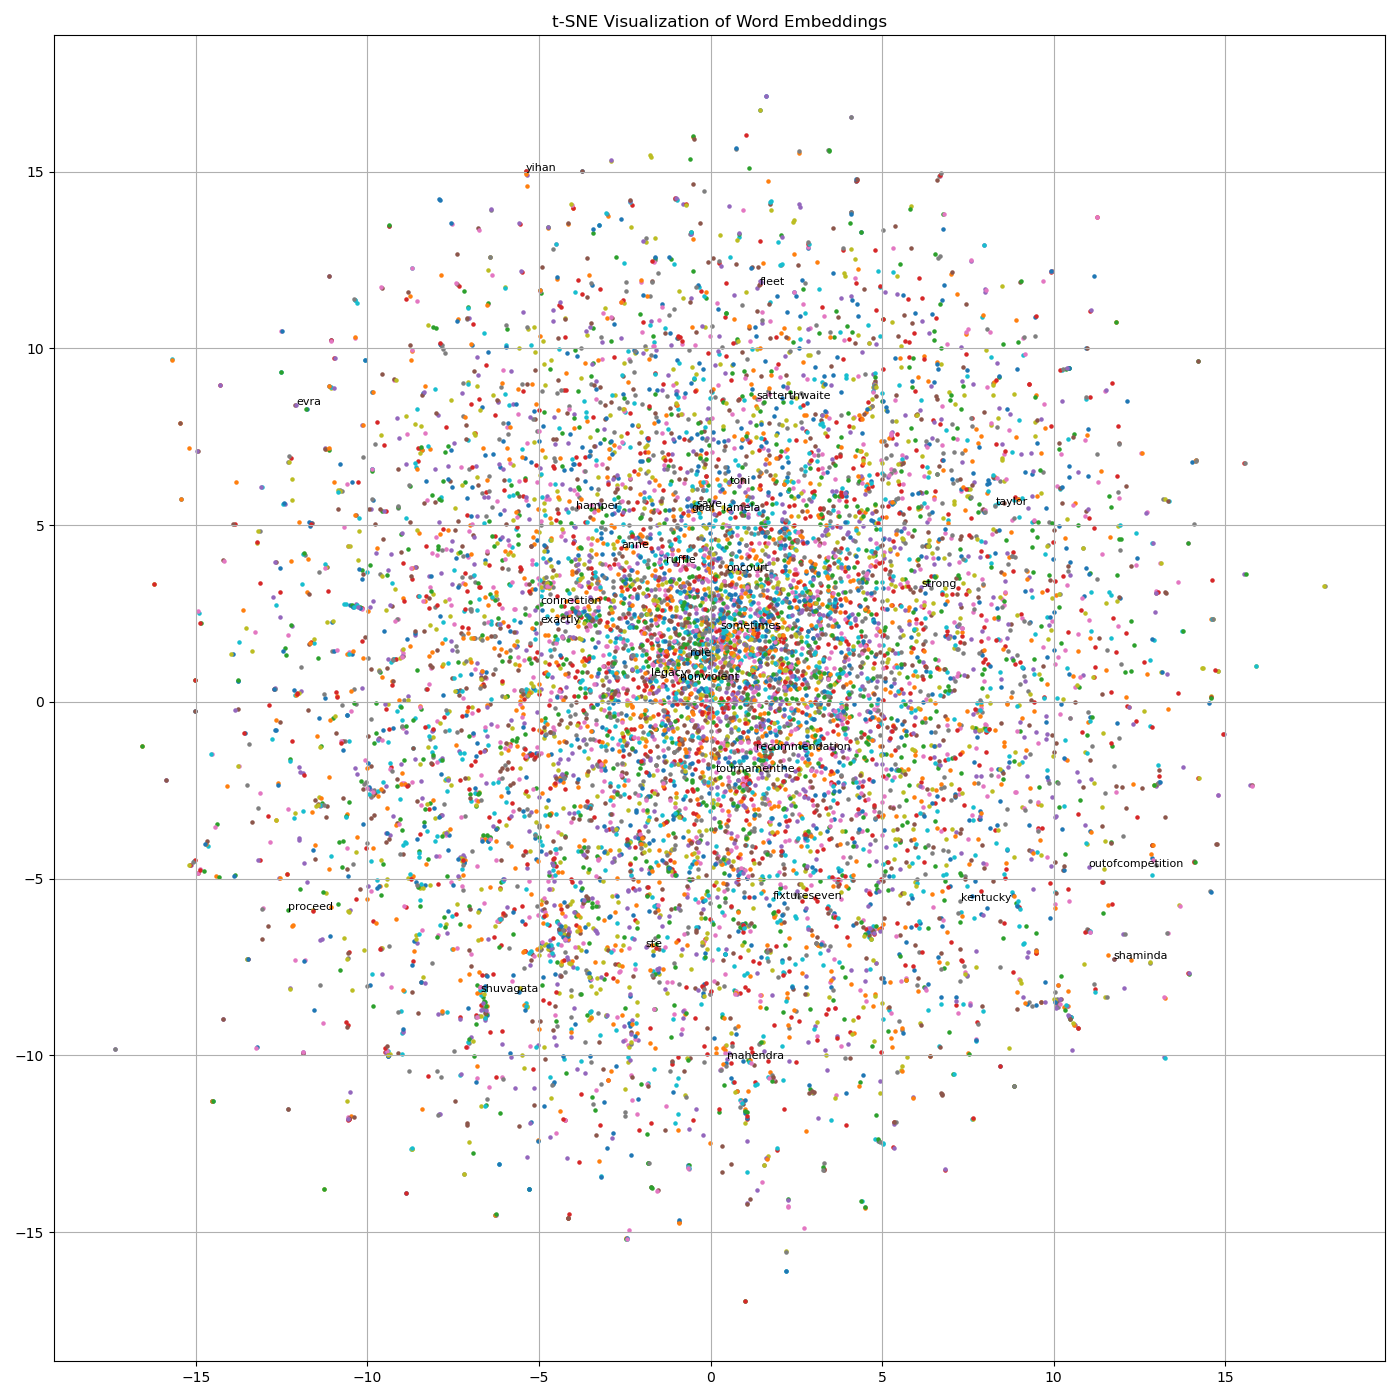 t-SNE Visualization of Word Embeddings
15
10
5
0
−5
−10
−15
yihan
fleet
evra
satterthwaite
toni
hamper
save
goal lamela
taylor
anne
ruffle
oncourt
strong
connection
exactly
sometimes
role
legacy
nonviolent
recommendation
tournamenthe
outofcompetition
fixtureseven
kentucky
proceed
ste
shaminda
shuvagata
mahendra
−15 −10 −5 0 5 10 15